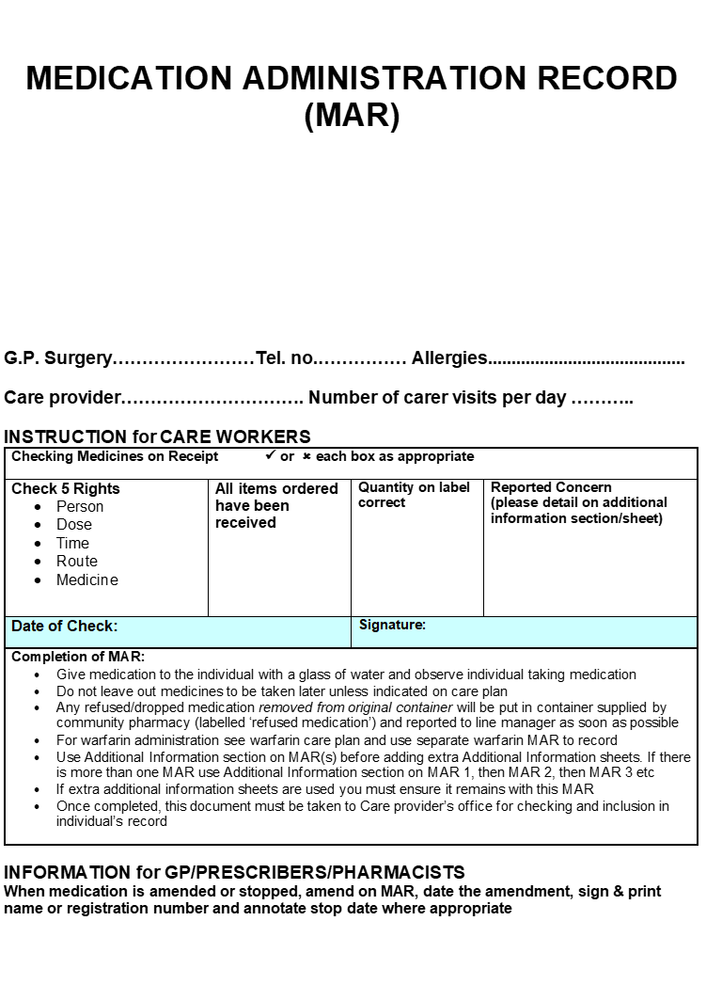 MEDICATION ADMINISTRATION RECORD
(MAR)
G.P. Surgery……………………Tel. no.…………… Allergies..........................................
Care provider…………………………. Number of carer visits per day ………..
INSTRUCTION for CARE WORKERS
Checking Medicines on Receipt ✓ or × each box as appropriate
Check 5 Rights
• Person
• Dose
• Time
• Route
• Medicine
All items ordered
have been
received
Quantity on label
correct
Reported Concern
(please detail on additional
information section/sheet)
Date of Check:
Signature:
Completion of MAR:
• Give medication to the individual with a glass of water and observe individual taking medication
• Do not leave out medicines to be taken later unless indicated on care plan
• Any refused/dropped medication removed from original container will be put in container supplied by
community pharmacy (labelled ‘refused medication’) and reported to line manager as soon as possible
• For warfarin administration see warfarin care plan and use separate warfarin MAR to record
• Use Additional Information section on MAR(s) before adding extra Additional Information sheets. If there
is more than one MAR use Additional Information section on MAR 1, then MAR 2, then MAR 3 etc
• If extra additional information sheets are used you must ensure it remains with this MAR
• Once completed, this document must be taken to Care provider’s office for checking and inclusion in
individual’s record
INFORMATION for GP/PRESCRIBERS/PHARMACISTS
When medication is amended or stopped, amend on MAR, date the amendment, sign & print
name or registration number and annotate stop date where appropriate